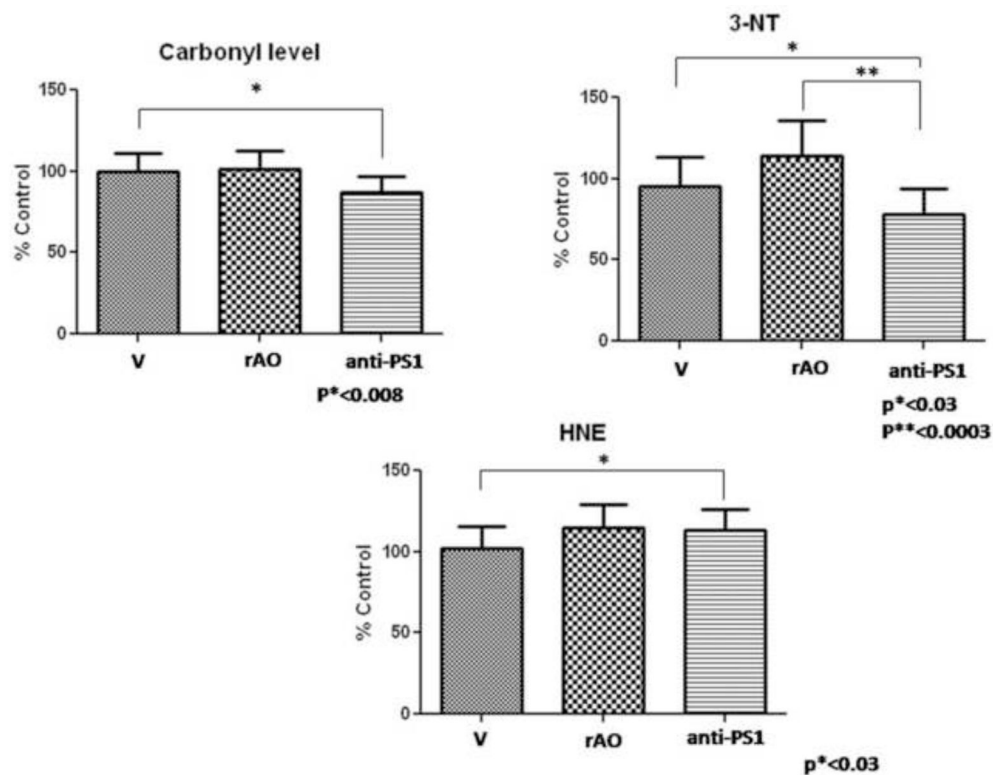 Carbonyl level
*
150
100
50
0
% Control
V rAO anti-PS1
P*<0.008
3-NT
*
**
150
100
50
0
% Control
V rAO anti-PS1
p*<0.03
P**<0.0003
HNE
*
150
100
50
0
% Control
V rAO anti-PS1
p*<0.03